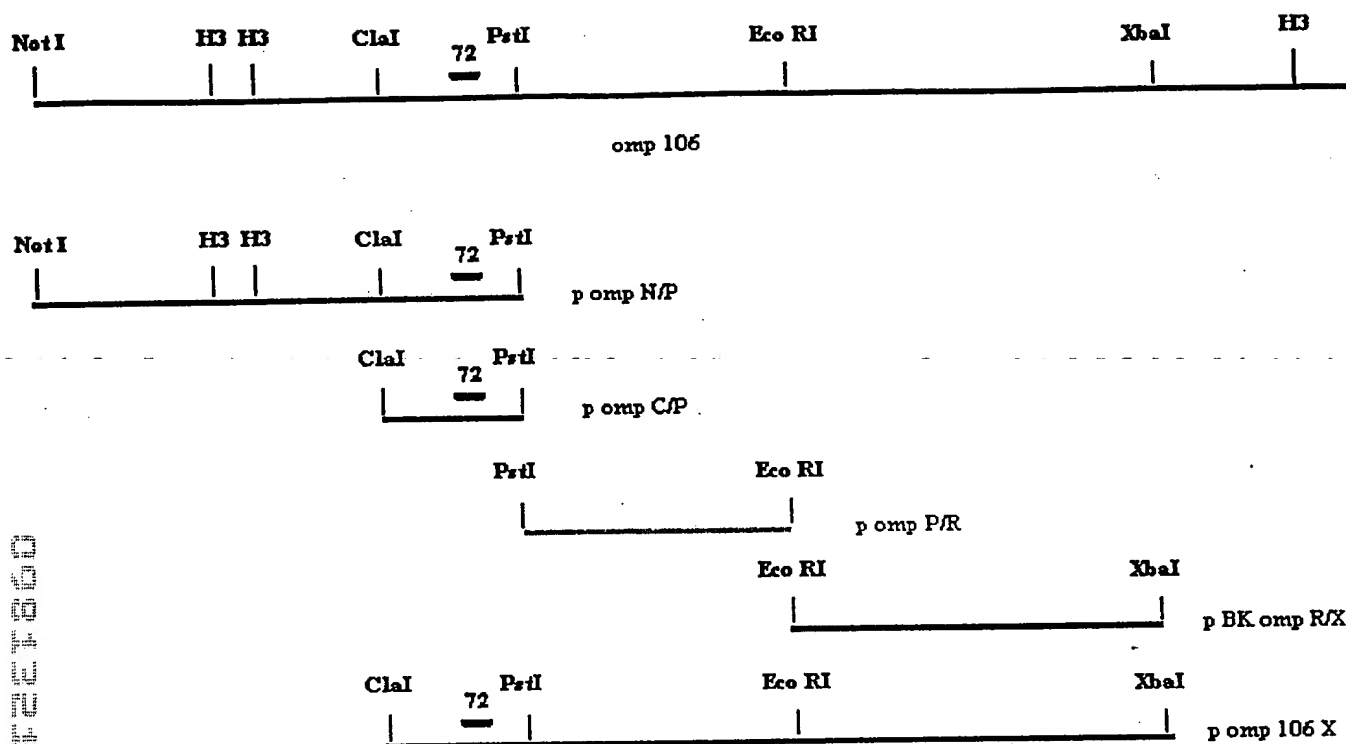 NotI H3 H3 ClaI 72 PstI Eco RI XbaI H3
omp 106
NotI H3 H3 ClaI 72 PstI
p omp N/P
ClaI 72 PstI
p omp C/P
PstI Eco RI
p omp P/R
Eco RI XbaI
p BK omp R/X
ClaI 72 PstI Eco RI XbaI
p omp 106 X